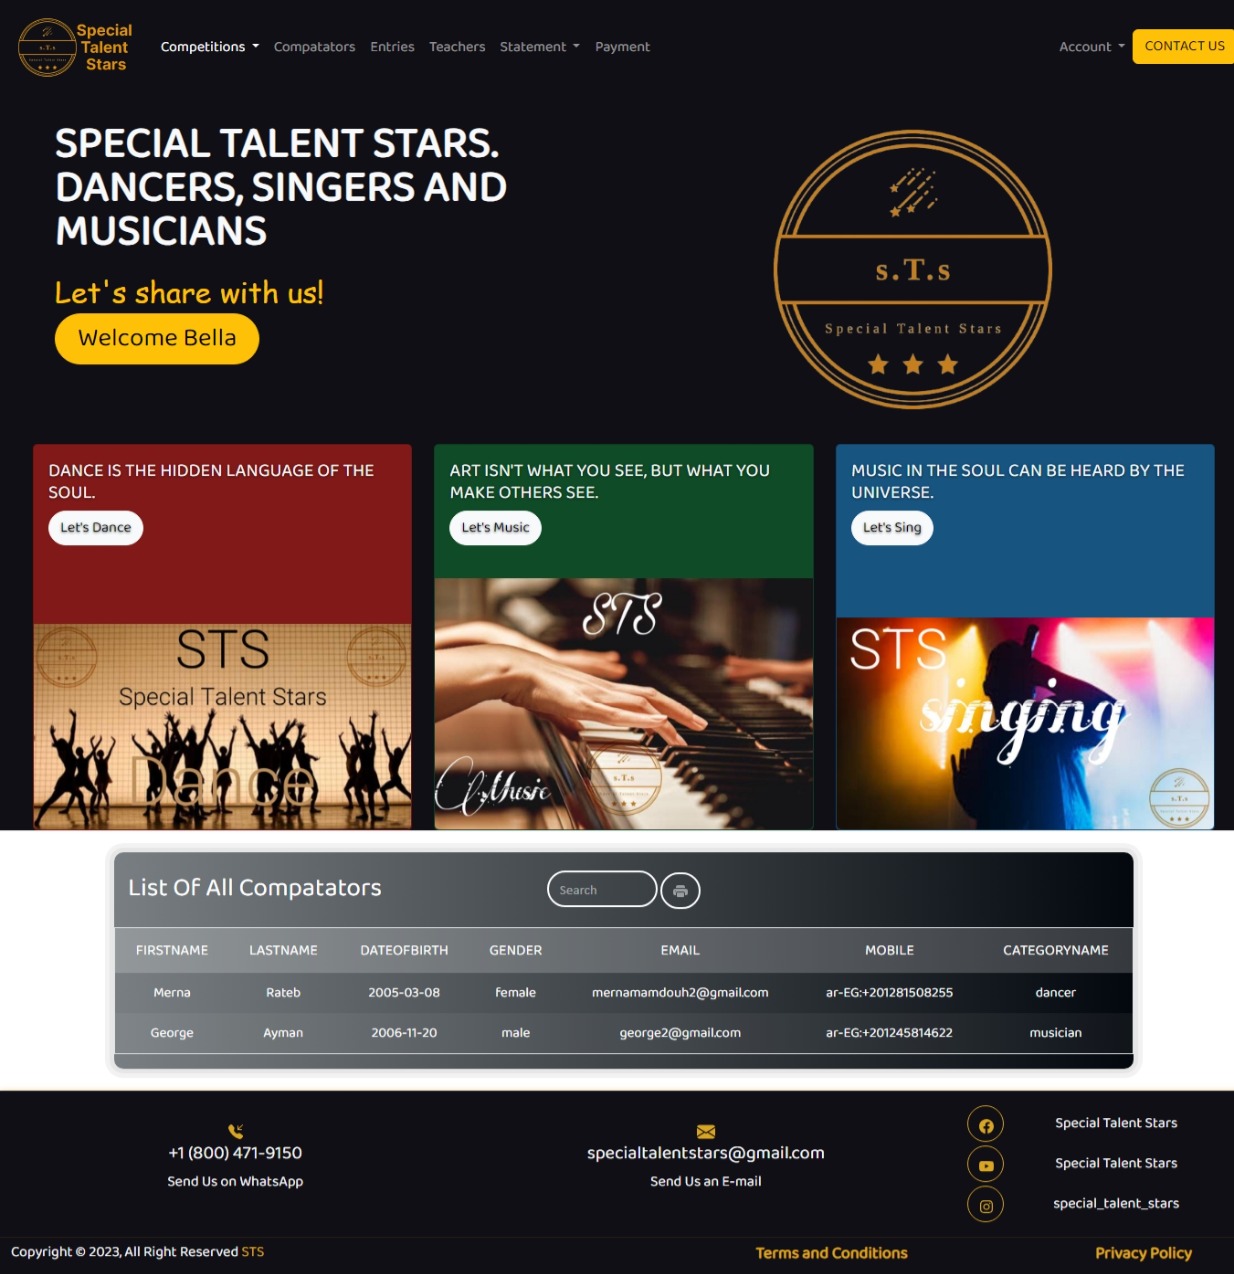 Special
Talent
Stars
s.T.s
Competitions Compatators Entries Teachers Statement Payment
Account CONTACT US
SPECIAL TALENT STARS.
DANCERS, SINGERS AND
MUSICIANS
Let's share with us!
Welcome Bella
s.T.s
Special Talent Stars
DANCE IS THE HIDDEN LANGUAGE OF THE
SOUL.
Let's Dance
STS
Special Talent Stars
Dance
ART ISN'T WHAT YOU SEE, BUT WHAT YOU
MAKE OTHERS SEE.
Let's Music
STS
Music
s.T.s
MUSIC IN THE SOUL CAN BE HEARD BY THE
UNIVERSE.
Let's Sing
STS
singing
s.T.s
List Of All Compatators
Search
FIRSTNAME LASTNAME DATEOFBIRTH GENDER EMAIL MOBILE CATEGORYNAME
Merna Rateb 2005-03-08 female mernamamdouh2@gmail.com ar-EG:+201281508255 dancer
George Ayman 2006-11-20 male george2@gmail.com ar-EG:+201245814622 musician
+1 (800) 471-9150
Send Us on WhatsApp
specialtalentstars@gmail.com
Send Us an E-mail
Special Talent Stars
Special Talent Stars
special_talent_stars
Copyright © 2023, All Right Reserved STS
Terms and Conditions
Privacy Policy